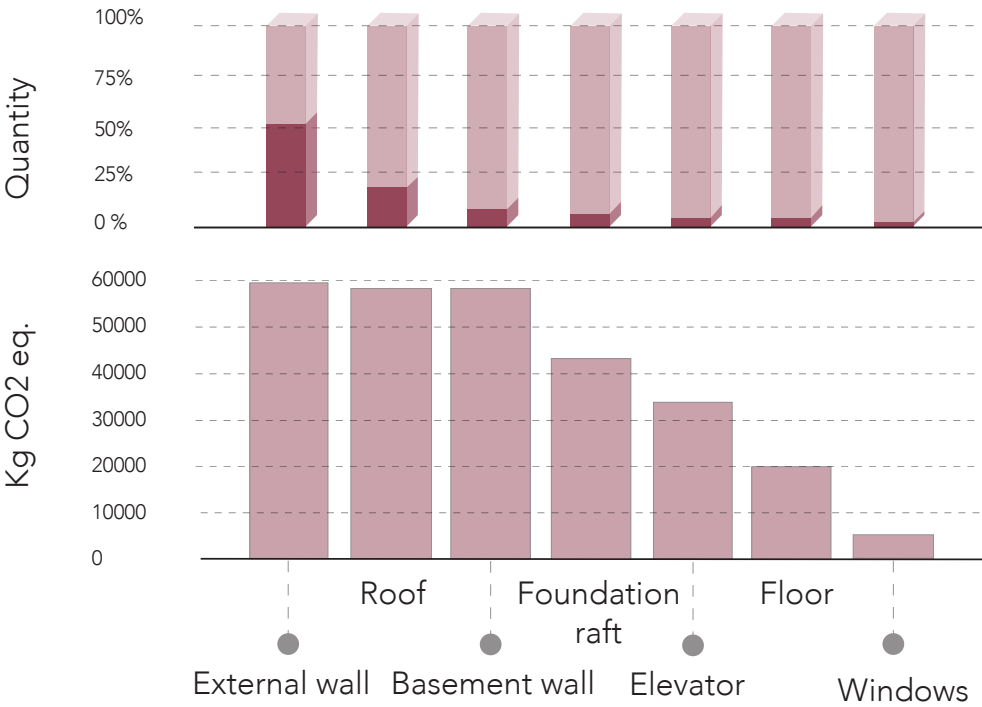 Quantity
100%
75%
50%
25%
0 %
Kg CO2 eq.
60000
50000
40000
30000
20000
10000
0
Roof
Foundation
raft
Floor
External wall
Basement wall
Elevator
Windows